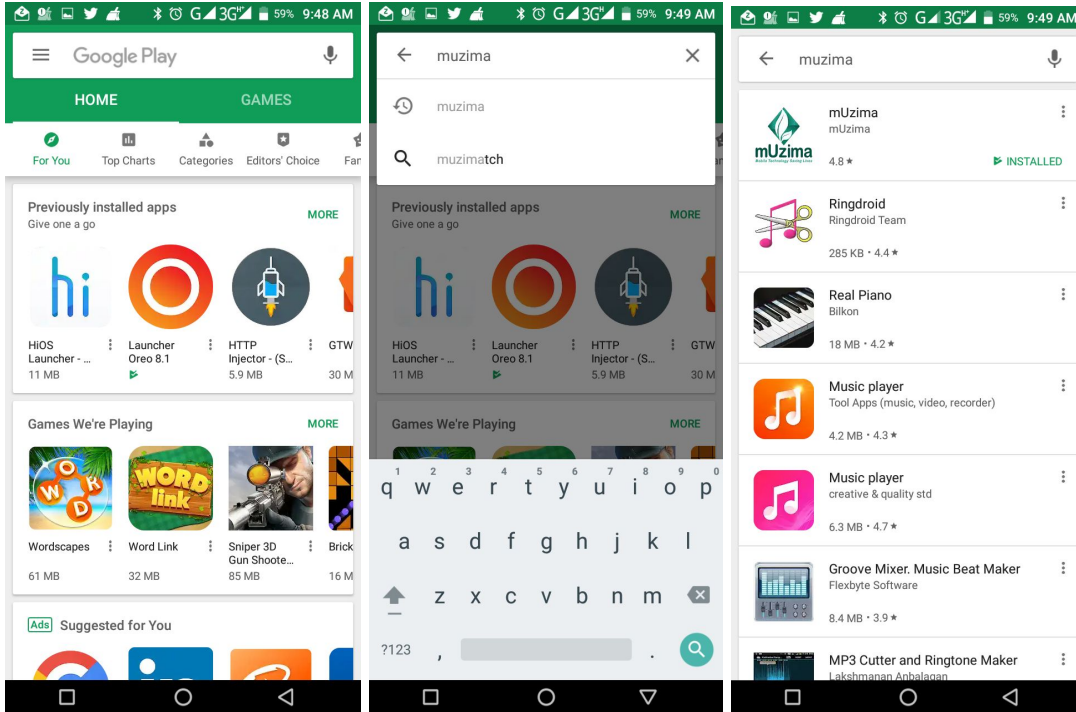 G 3G H+ 59% 9:48 AM
Google Play
HOME GAMES
For You Top Charts Categories Editors' Choice Fam
Previously installed apps
Give one a go
MORE
hi
HiOS Launcher Oreo 8.1 HTTP GTW
Launcher - ... Injector - (S...
11 MB 5.9 MB 30 M
Games We're Playing MORE
WORD
WORD link
Wordscapes Word Link Sniper 3D Brick
Gun Shoote...
61 MB 32 MB 85 MB 16 M
Ads Suggested for You
G 3G H+ 59% 9:49 AM
muzima
muzima
muzimatch
Previously installed apps
Give one a go
MORE
hi
HiOS Launcher Oreo 8.1 HTTP GTW
Launcher - ... Injector - (S...
11 MB 5.9 MB 30 M
Games We're Playing MORE
1 2 3 4 5 6 7 8 9 0
q w e r t y u i o p
a s d f g h j k l
z x c v b n m
?123 , .
G 3G H+ 59% 9:49 AM
muzima
mUzima
mUzima
mUzima
Mobile Technology Saving Lives
4.8 ★ INSTALLED
Ringdroid
Ringdroid Team
285 KB • 4.4 ★
Real Piano
Bilkon
18 MB • 4.2 ★
Music player
Tool Apps (music, video, recorder)
4.2 MB • 4.3 ★
Music player
creative & quality std
6.3 MB • 4.7 ★
Groove Mixer. Music Beat Maker
Flexbyte Software
8.4 MB • 3.9 ★
MP3 Cutter and Ringtone Maker
Lakshmanan Anbalagan